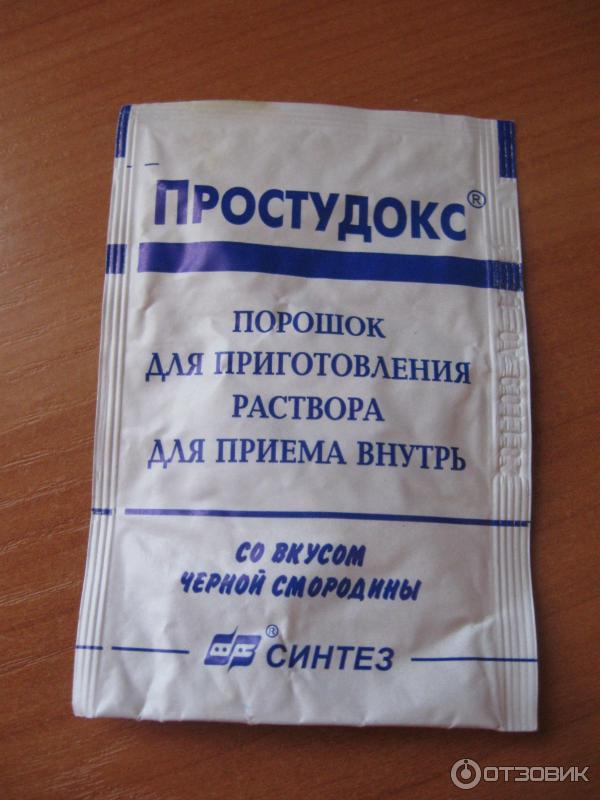 ПРОСТУДОКС®
ПОРОШОК
ДЛЯ ПРИГОТОВЛЕНИЯ
РАСТВОРА
ДЛЯ ПРИЕМА ВНУТРЬ
СО ВКУСОМ
ЧЕРНОЙ СМОРОДИНЫ
® СИНТЕЗ
ОТЗОВИК